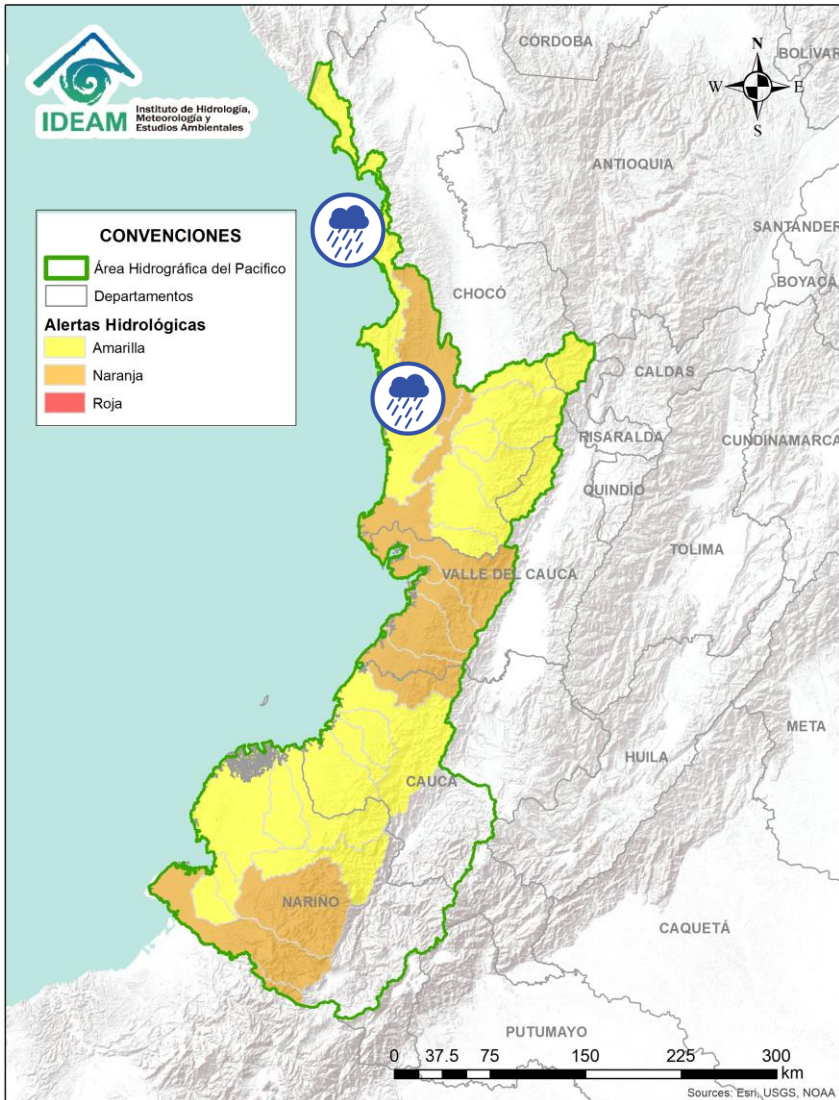 CÓRDOBA
BOLÍVAR
N
W
E
S
IDEAM
Instituto de Hidrología,
Meteorología y
Estudios Ambientales
ANTIOQUIA
SANTANDER
CONVENCIONES
Área Hidrográfica del Pacifico
Departamentos
Alertas Hidrológicas
Amarilla
Naranja
Roja
BOYACÁ
CHOCÓ
CALDAS
RISARALDA
CUNDINAMARCA
QUINDÍO
TOLIMA
VALLE DEL CAUCA
META
HUILA
CAUCA
NARIÑO
CAQUETÁ
PUTUMAYO
0 37.5 75 150 225 300
km
Sources: Esri, USGS, NOAA